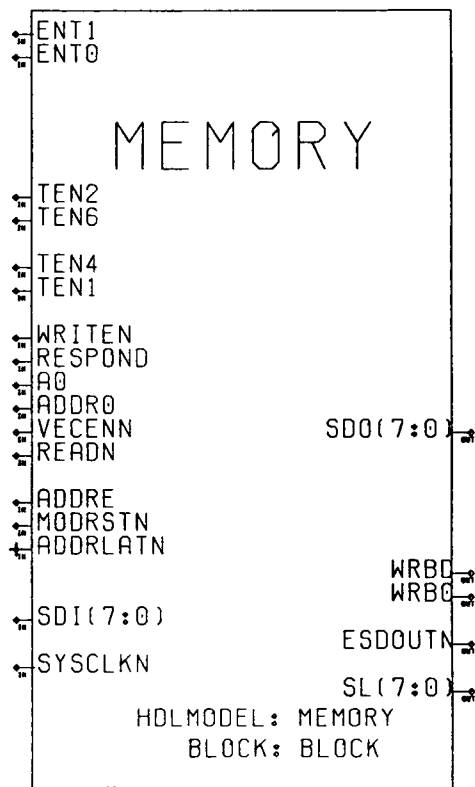 ENT1
ENT0
MEMORY
TEN2
TEN6
TEN4
TEN1
WRITEN
RESPOND
A0
ADDR0
VECENN
SDO(7:0)
READN
ADDRE
MODRSTN
ADDRLATN
WRBD
WRBC
SDI(7:0)
ESDOUTN
SYSCLKN
SL(7:0)
HDLMODEL: MEMORY
BLOCK: BLOCK